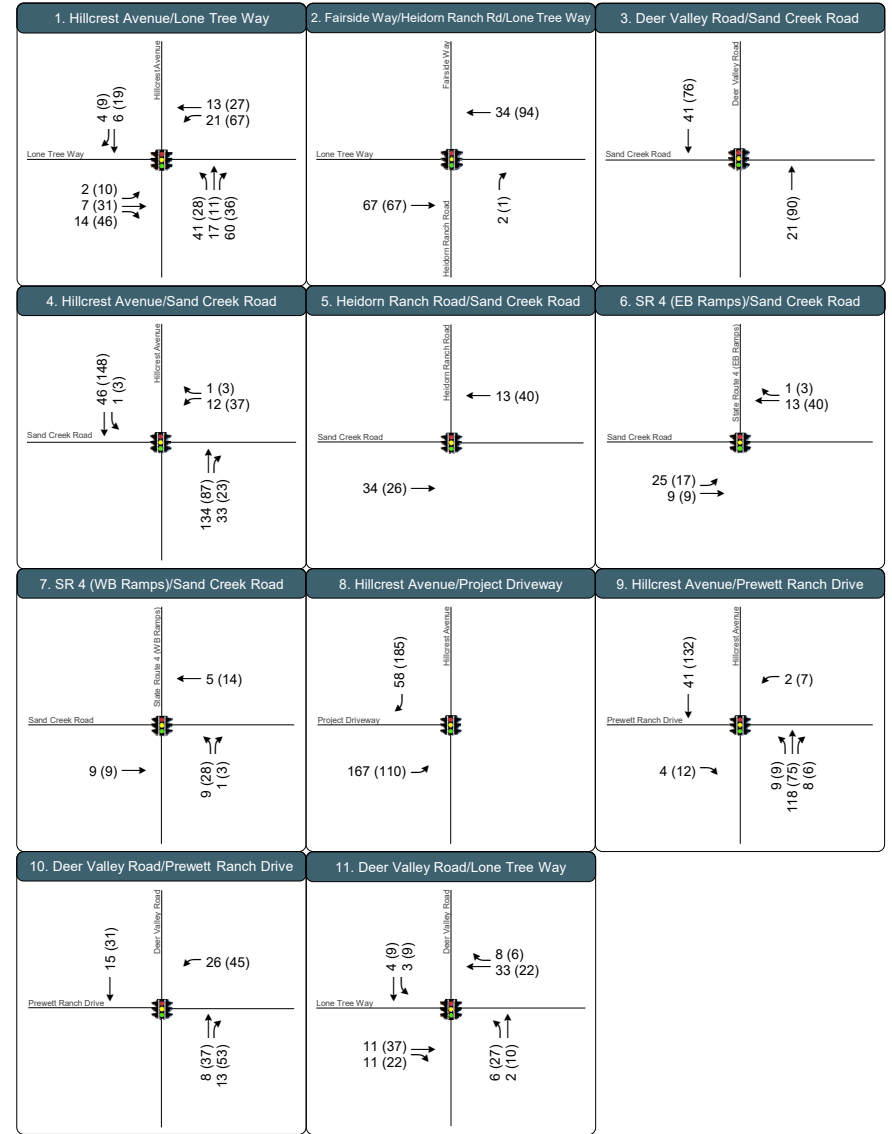 1. Hillcrest Avenue/Lone Tree Way
Hillcrest Avenue
4 (9)
6 (19)
13 (27)
21 (67)
Lone Tree Way
2 (10)
7 (31)
14 (46)
41 (28)
17 (11)
60 (36)
2. Fairside Way/Heidorn Ranch Rd/Lone Tree Way
Fairside Way
34 (94)
Lone Tree Way
67 (67)
Heidorn Ranch Road
2 (1)
3. Deer Valley Road/Sand Creek Road
Deer Valley Road
41 (76)
Sand Creek Road
21 (90)
4. Hillcrest Avenue/Sand Creek Road
Hillcrest Avenue
46 (148)
1 (3)
1 (3)
12 (37)
Sand Creek Road
134 (87)
33 (23)
5. Heidorn Ranch Road/Sand Creek Road
Heidorn Ranch Road
13 (40)
Sand Creek Road
34 (26)
6. SR 4 (EB Ramps)/Sand Creek Road
State Route 4 (EB Ramps)
1 (3)
13 (40)
Sand Creek Road
25 (17)
9 (9)
7. SR 4 (WB Ramps)/Sand Creek Road
State Route 4 (WB Ramps)
5 (14)
Sand Creek Road
9 (9)
9 (28)
1 (3)
8. Hillcrest Avenue/Project Driveway
Hillcrest Avenue
58 (185)
Project Driveway
167 (110)
9. Hillcrest Avenue/Prewett Ranch Drive
Hillcrest Avenue
41 (132)
2 (7)
Prewett Ranch Drive
4 (12)
9 (9)
118 (75)
8 (6)
10. Deer Valley Road/Prewett Ranch Drive
Deer Valley Road
15 (31)
26 (45)
Prewett Ranch Drive
8 (37)
13 (53)
11. Deer Valley Road/Lone Tree Way
Deer Valley Road
4 (9)
3 (9)
8 (6)
33 (22)
Lone Tree Way
11 (37)
11 (22)
6 (27)
2 (10)